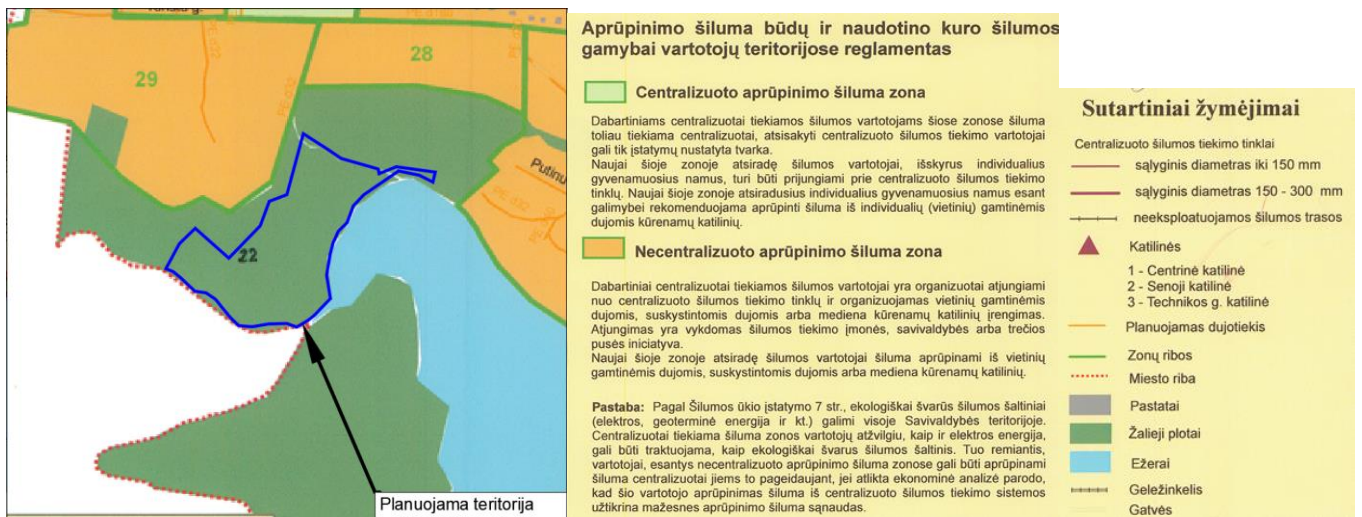 29
28
22
PE d32
Putinų
PE d32
Planuojama teritorija
Aprūpinimo šiluma būdų ir naudotino kuro šilumos
gamybai vartotojų teritorijose reglamentas
Centralizuoto aprūpinimo šiluma zona
Dabartiniams centralizuotai tiekiamos šilumos vartotojams šiose zonose šiluma
toliau tiekiama centralizuotai, atsisakyti centralizuoto šilumos tiekimo vartotojai
gali tik įstatymų nustatyta tvarka.
Naujai šioje zonoje atsiradę šilumos vartotojai, išskyrus individualius
gyvenamuosius namus, turi būti prijungiami prie centralizuoto šilumos tiekimo
tinklų. Naujai šioje zonoje atsiradusius individualius gyvenamuosius namus esant
galimybei rekomenduojama aprūpinti šiluma iš individualių (vietinių) gamtinėmis
dujomis kūrenamų katilinių.
Necentralizuoto aprūpinimo šiluma zona
Dabartiniai centralizuotai tiekiamos šilumos vartotojai yra organizuotai atjungiami
nuo centralizuoto šilumos tiekimo tinklų ir organizuojamas vietinių gamtinėmis
dujomis, suskystintomis dujomis arba mediena kūrenamų katilinių įrengimas.
Atjungimas yra vykdomas šilumos tiekimo įmonės, savivaldybės arba trečios
pusės iniciatyva.
Naujai šioje zonoje atsiradę šilumos vartotojai šiluma aprūpinami iš vietinių
gamtinėmis dujomis, suskystintomis dujomis arba mediena kūrenamų katilinių.
Pastaba: Pagal Šilumos ūkio įstatymo 7 str., ekologiškai švarūs šilumos šaltiniai
(elektros, geoterminė energija ir kt.) galimi visoje Savivaldybės teritorijoje.
Centralizuotai tiekiama šiluma zonos vartotojų atžvilgiu, kaip ir elektros energija,
gali būti traktuojama, kaip ekologiškai švarus šilumos šaltinis. Tuo remiantis,
vartotojai, esantys necentralizuoto aprūpinimo šiluma zonose gali būti aprūpinami
šiluma centralizuotai jiems to pageidaujant, jei atlikta ekonominė analizė parodo,
kad šio vartotojo aprūpinimas šiluma iš centralizuoto šilumos tiekimo sistemos
užtikrina mažesnes aprūpinimo šiluma sąnaudas.
Sutartiniai žymėjimai
Centralizuoto šilumos tiekimo tinklai
sąlyginis diametras iki 150 mm
sąlyginis diametras 150 - 300 mm
neeksploatuojamos šilumos trasos
Katilinės
1 - Centrinė katilinė
2 - Senoji katilinė
3 - Technikos g. katilinė
Planuojamas dujotiekis
Zonų ribos
Miesto riba
Pastatai
Žalieji plotai
Ežerai
Geležinkelis
Gatvės